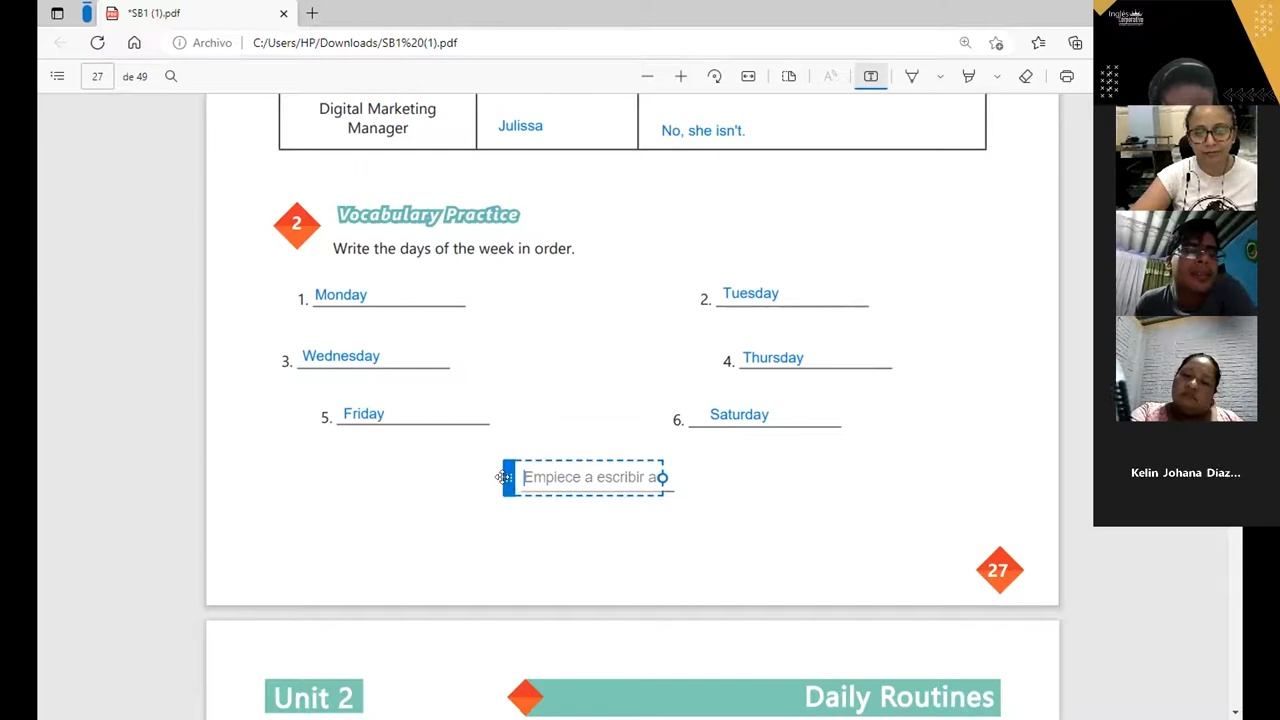 *SB1 (1).pdf
Archivo C:/Users/HP/Downloads/SB1%20(1).pdf
27 de 49
Digital Marketing
Manager
Julissa
No, she isn't.
2 Vocabulary Practice
Write the days of the week in order.
1. Monday
2. Tuesday
3. Wednesday
4. Thursday
5. Friday
6. Saturday
Empiece a escribir a
27
Unit 2
Daily Routines
Inglés
Corporativo
Kelin Johana Diaz...